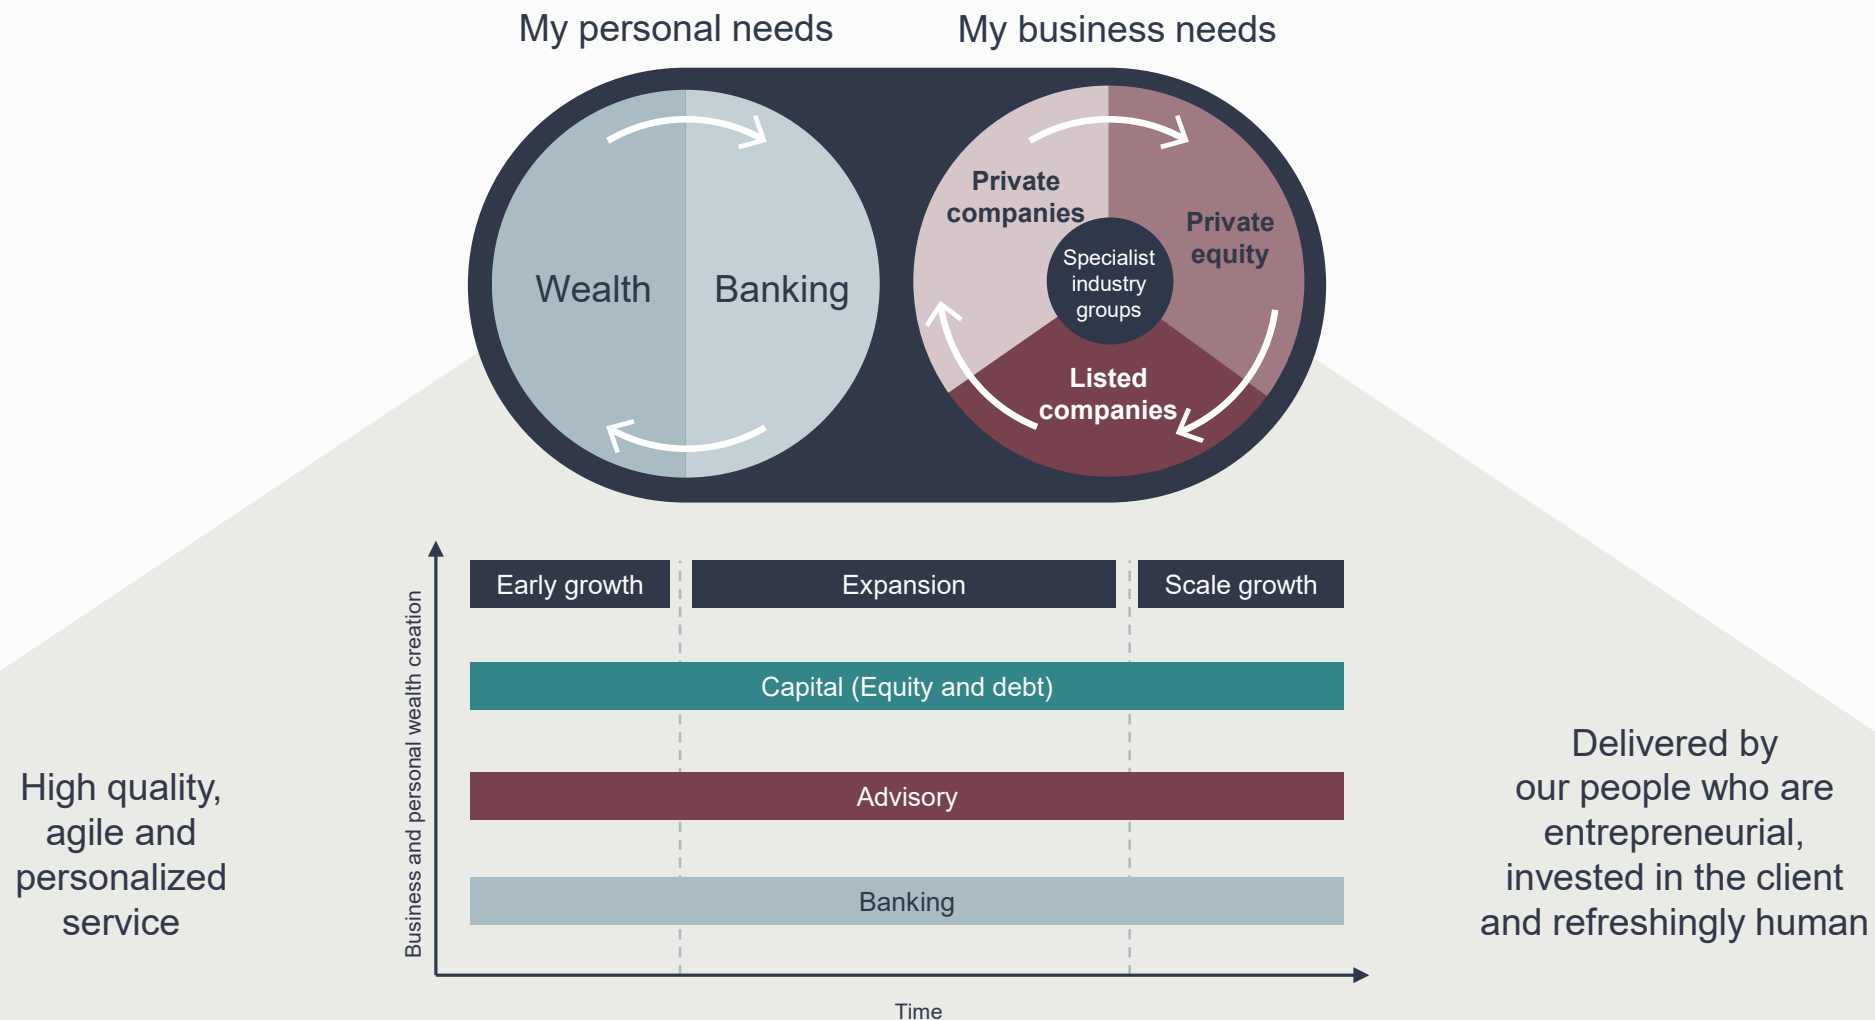 My personal needs
My business needs
Wealth
Banking
Private
companies
Private
equity
Specialist
industry
groups
Listed
companies
Business and personal wealth creation
Early growth
Expansion
Scale growth
Capital (Equity and debt)
Advisory
Banking
Time
High quality,
agile and
personalized
service
Delivered by
our people who are
entrepreneurial,
invested in the client
and refreshingly human